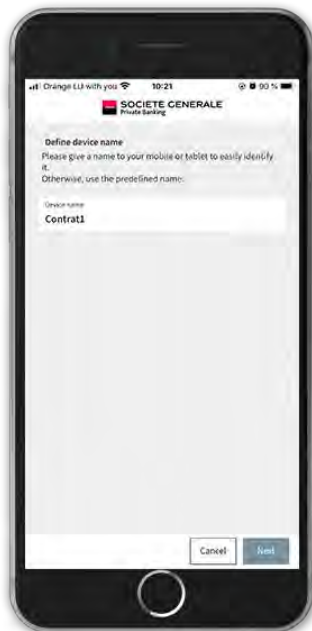 Orange LU with you 10:21 90 %
SOCIETE GENERALE
Private Banking
Define device name
Please give a name to your mobile or tablet to easily identify
it.
Otherwise, use the predefined name.
Device name
Contrat1
Cancel Next